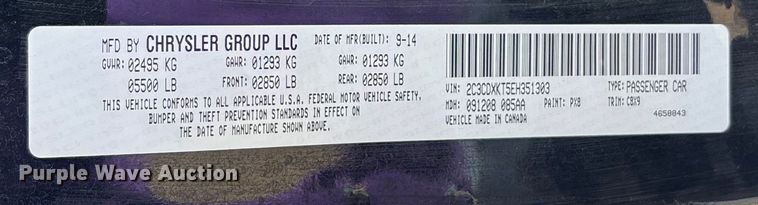 MFD BY CHRYSLER GROUP LLC DATE OF MFR(BUILT): 9-14
GVWR: 02495 KG GAWR: 01293 KG GAWR: 01293 KG
05500 LB FRONT: 02850 LB REAR: 02850 LB
THIS VEHICLE CONFORMS TO ALL APPLICABLE U.S.A. FEDERAL MOTOR VEHICLE SAFETY,
BUMPER AND THEFT PREVENTION STANDARDS IN EFFECT ON
THE DATE OF MANUFACTURE SHOWN ABOVE.
VIN: 2C3CDXKT5EH351303 TYPE: PASSENGER CAR
MDH: 091208 085AA PAINT: PX8 TRIM: CBX9
VEHICLE MADE IN CANADA
4658843
Purple Wave Auction